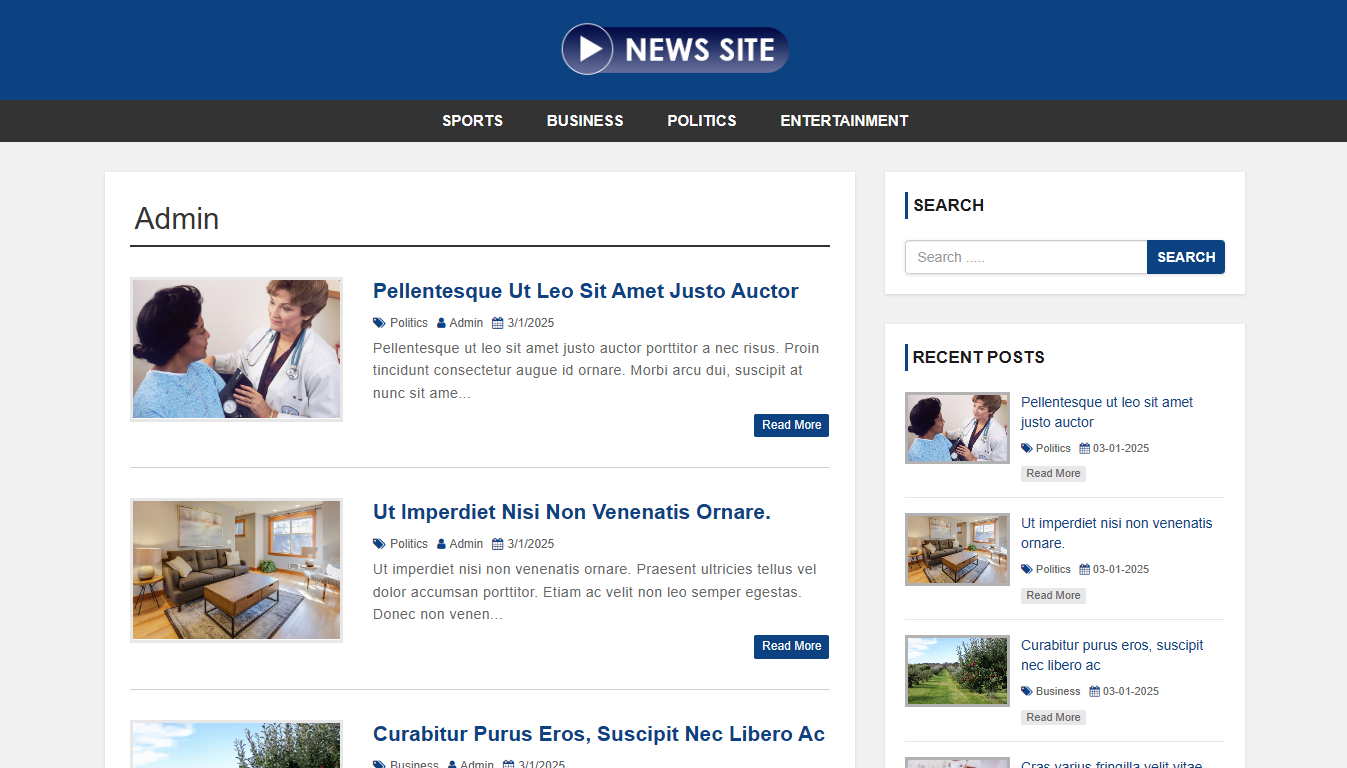 NEWS SITE
SPORTS BUSINESS POLITICS ENTERTAINMENT
Admin
Pellentesque Ut Leo Sit Amet Justo Auctor
Politics Admin 3/1/2025
Pellentesque ut leo sit amet justo auctor porttitor a nec risus. Proin
tincidunt consectetur augue id ornare. Morbi arcu dui, suscipit at
nunc sit ame...
Read More
Ut Imperdiet Nisi Non Venenatis Ornare.
Politics Admin 3/1/2025
Ut imperdiet nisi non venenatis ornare. Praesent ultricies tellus vel
dolor accumsan porttitor. Etiam ac velit non leo semper egestas.
Donec non venen...
Read More
Curabitur Purus Eros, Suscipit Nec Libero Ac
Business Admin 3/1/2025
SEARCH
Search .....
SEARCH
RECENT POSTS
Pellentesque ut leo sit amet
justo auctor
Politics 03-01-2025
Read More
Ut imperdiet nisi non venenatis
ornare.
Politics 03-01-2025
Read More
Curabitur purus eros, suscipit
nec libero ac
Business 03-01-2025
Read More
Cras varius fringilla velit vitae